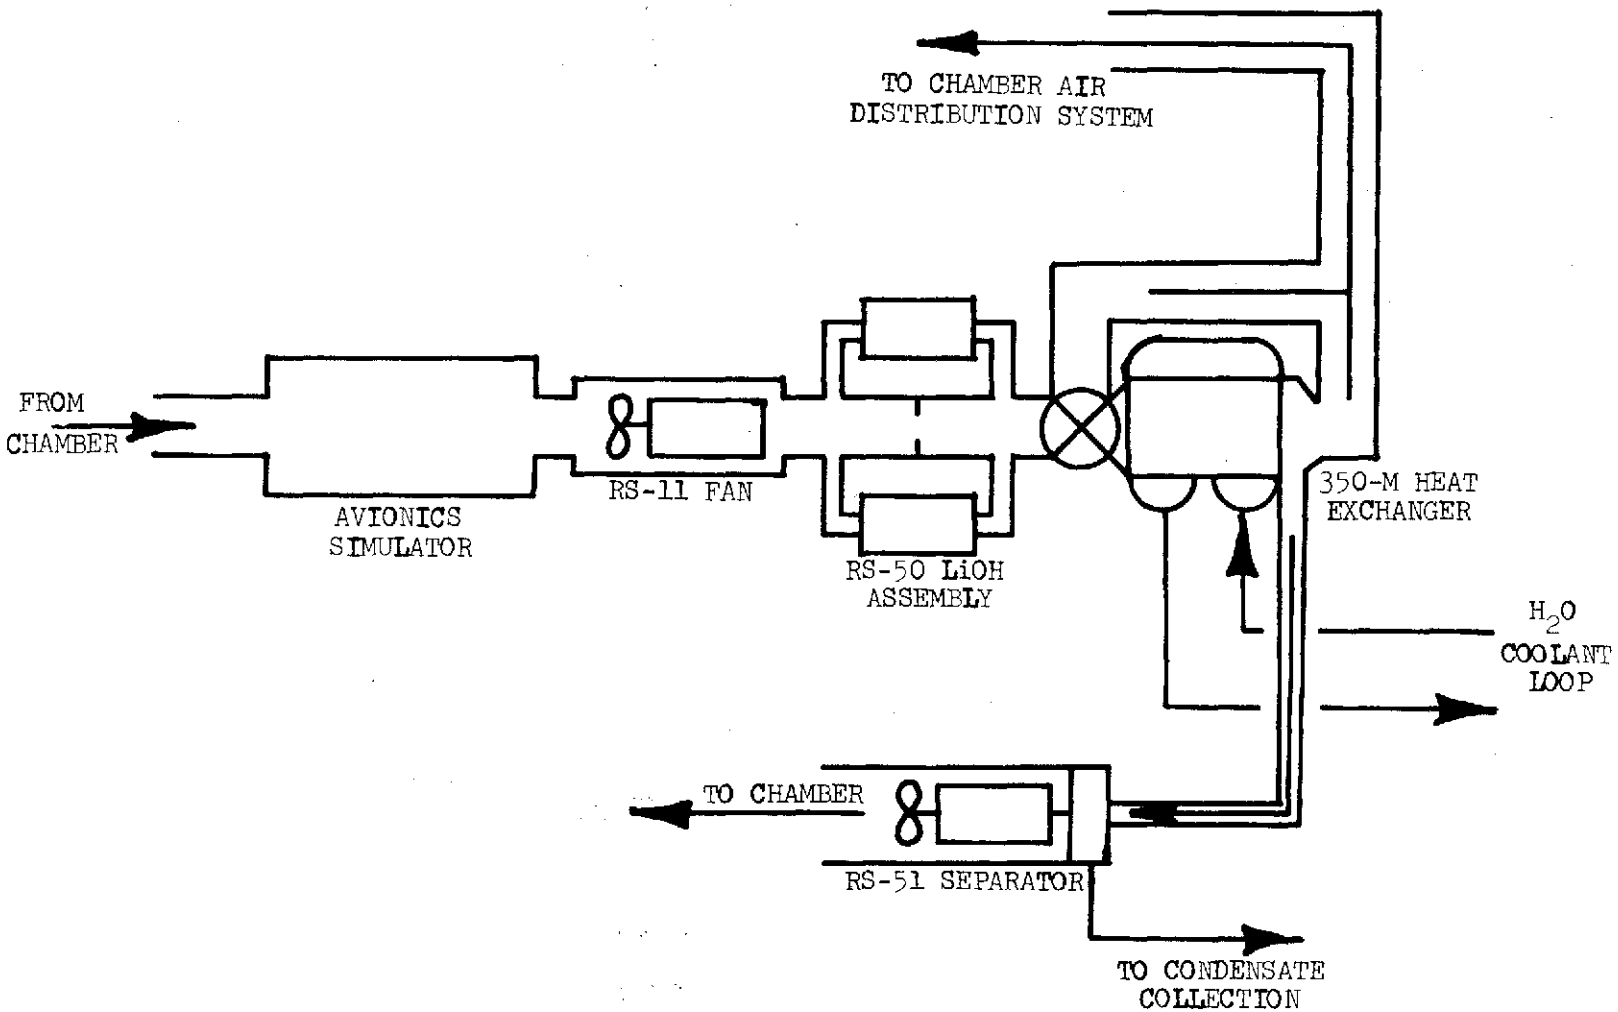 TO CHAMBER AIR
DISTRIBUTION SYSTEM
FROM
CHAMBER
RS-11 FAN
AVIONICS
SIMULATOR
350-M HEAT
EXCHANGER
RS-50 LiOH
ASSEMBLY
H2O
COOLANT
LOOP
TO CHAMBER
RS-51 SEPARATOR
TO CONDENSATE
COLLECTION